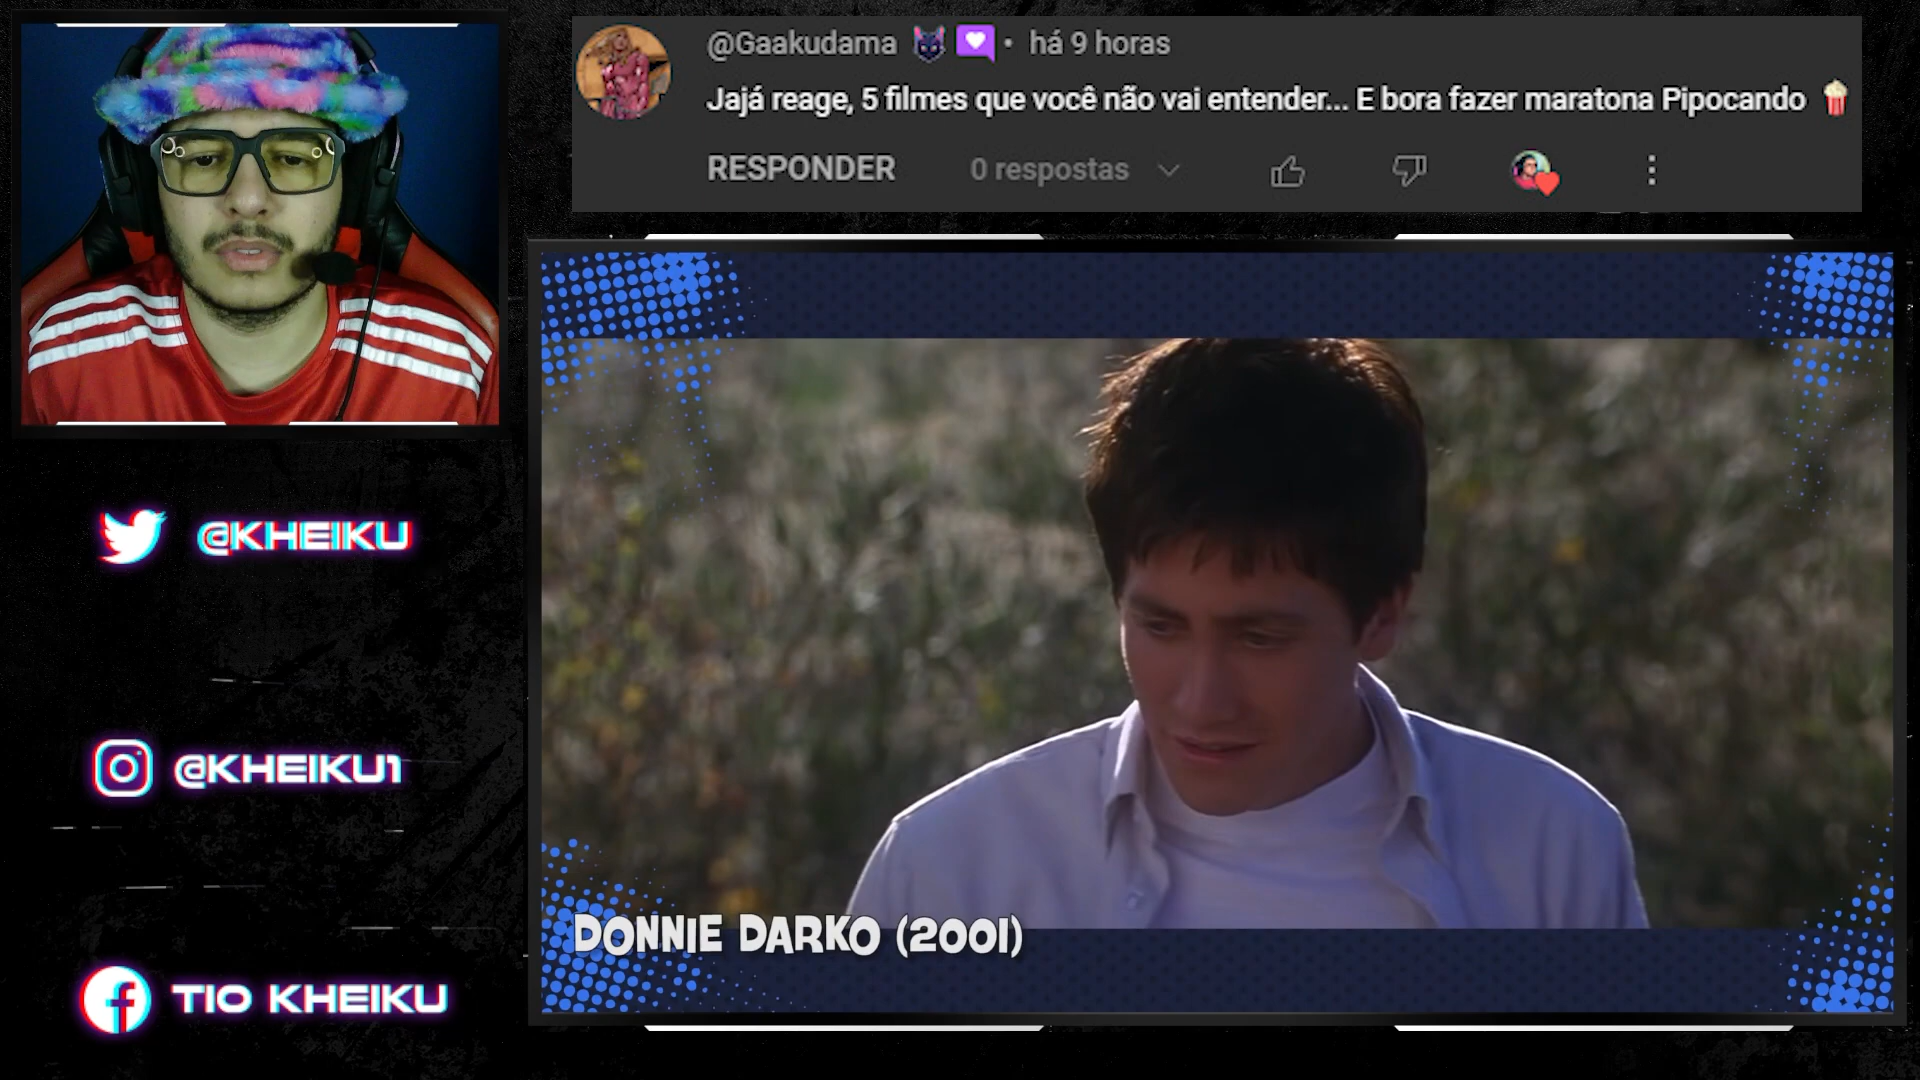 @Gaakudama • há 9 horas
Jajá reage, 5 filmes que você não vai entender... E bora fazer maratona Pipocando 🍿
RESPONDER 0 respostas
@KHEIKU
@KHEIKU1
TIO KHEIKU
DONNIE DARKO (2001)